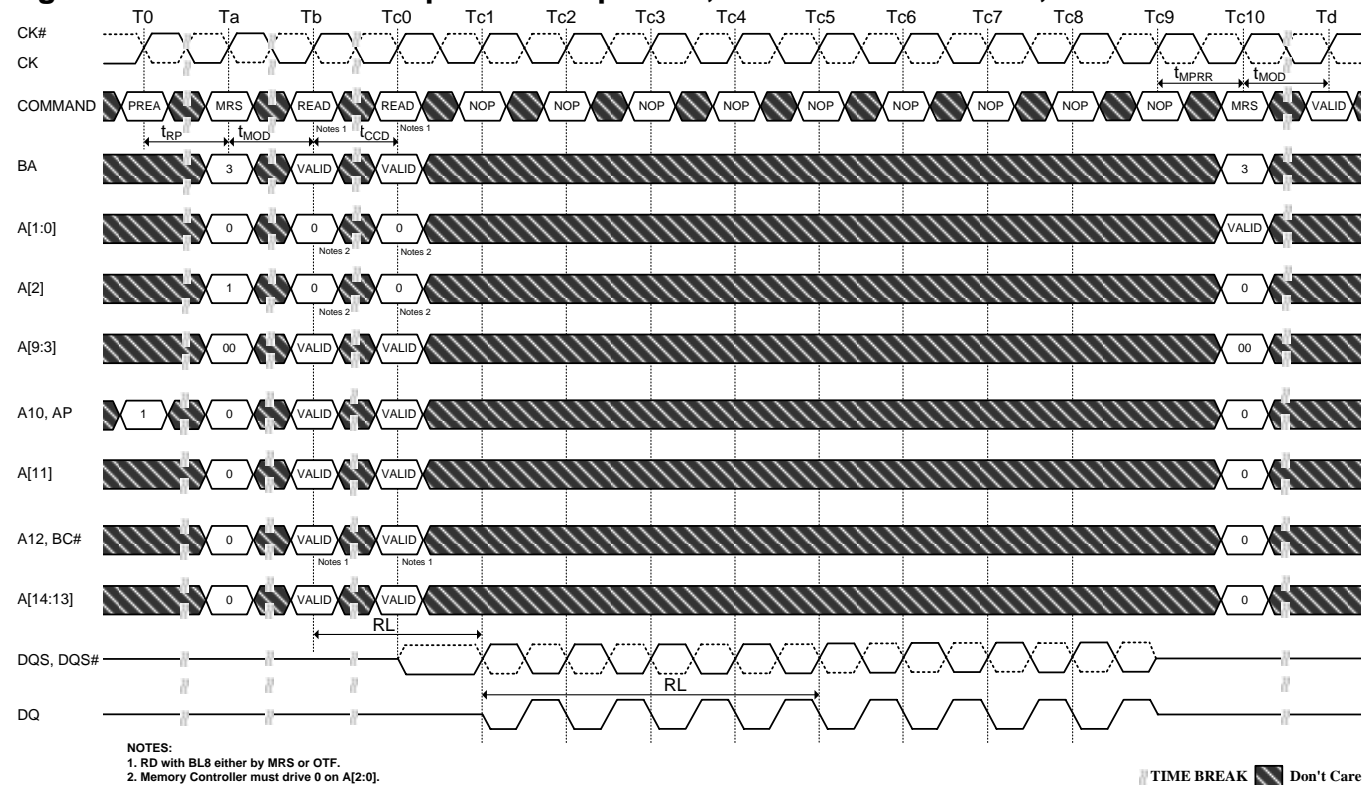 T0 Ta Tb Tc0 Tc1 Tc2 Tc3 Tc4 Tc5 Tc6 Tc7 Tc8 Tc9 Tc10 Td
CK#
CK
tMPRR tMOD
COMMAND PREA MRS READ READ NOP NOP NOP NOP NOP NOP NOP NOP NOP MRS VALID
Notes 1 Notes 1
tRP tMOD tCCD
BA 3 VALID VALID 3
A[1:0] 0 0 0 VALID
Notes 2 Notes 2
A[2] 1 0 0 0
Notes 2 Notes 2
A[9:3] 00 VALID VALID 00
A10, AP 1 0 VALID VALID 0
A[11] 0 VALID VALID 0
A12, BC# 0 VALID VALID 0
Notes 1 Notes 1
A[14:13] 0 VALID VALID 0
RL
DQS, DQS#
RL
DQ
NOTES:
1. RD with BL8 either by MRS or OTF.
2. Memory Controller must drive 0 on A[2:0].
TIME BREAK Don't Care